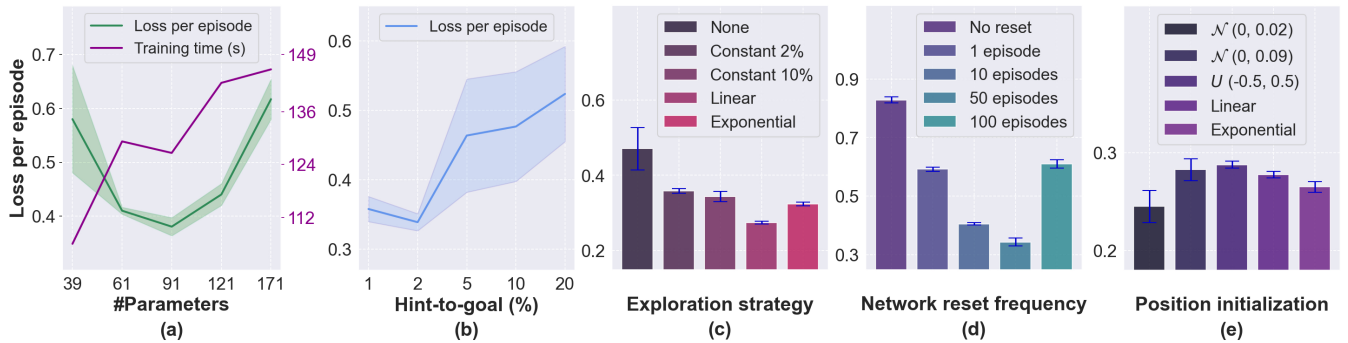 Loss per episode
0.7
0.6
0.5
0.4
Loss per episode
Training time (s)
149
136
124
112
39 61 91 121 171
#Parameters
(a)
0.6
0.5
0.4
0.3
Loss per episode
1 2 5 10 20
Hint-to-goal (%)
(b)
0.6
0.4
0.2
None
Constant 2%
Constant 10%
Linear
Exponential
Exploration strategy
(c)
0.9
0.7
0.5
0.3
No reset
1 episode
10 episodes
50 episodes
100 episodes
Network reset frequency
(d)
0.3
0.2
𝒩 (0, 0.02)
𝒩 (0, 0.09)
U (-0.5, 0.5)
Linear
Exponential
Position initialization
(e)